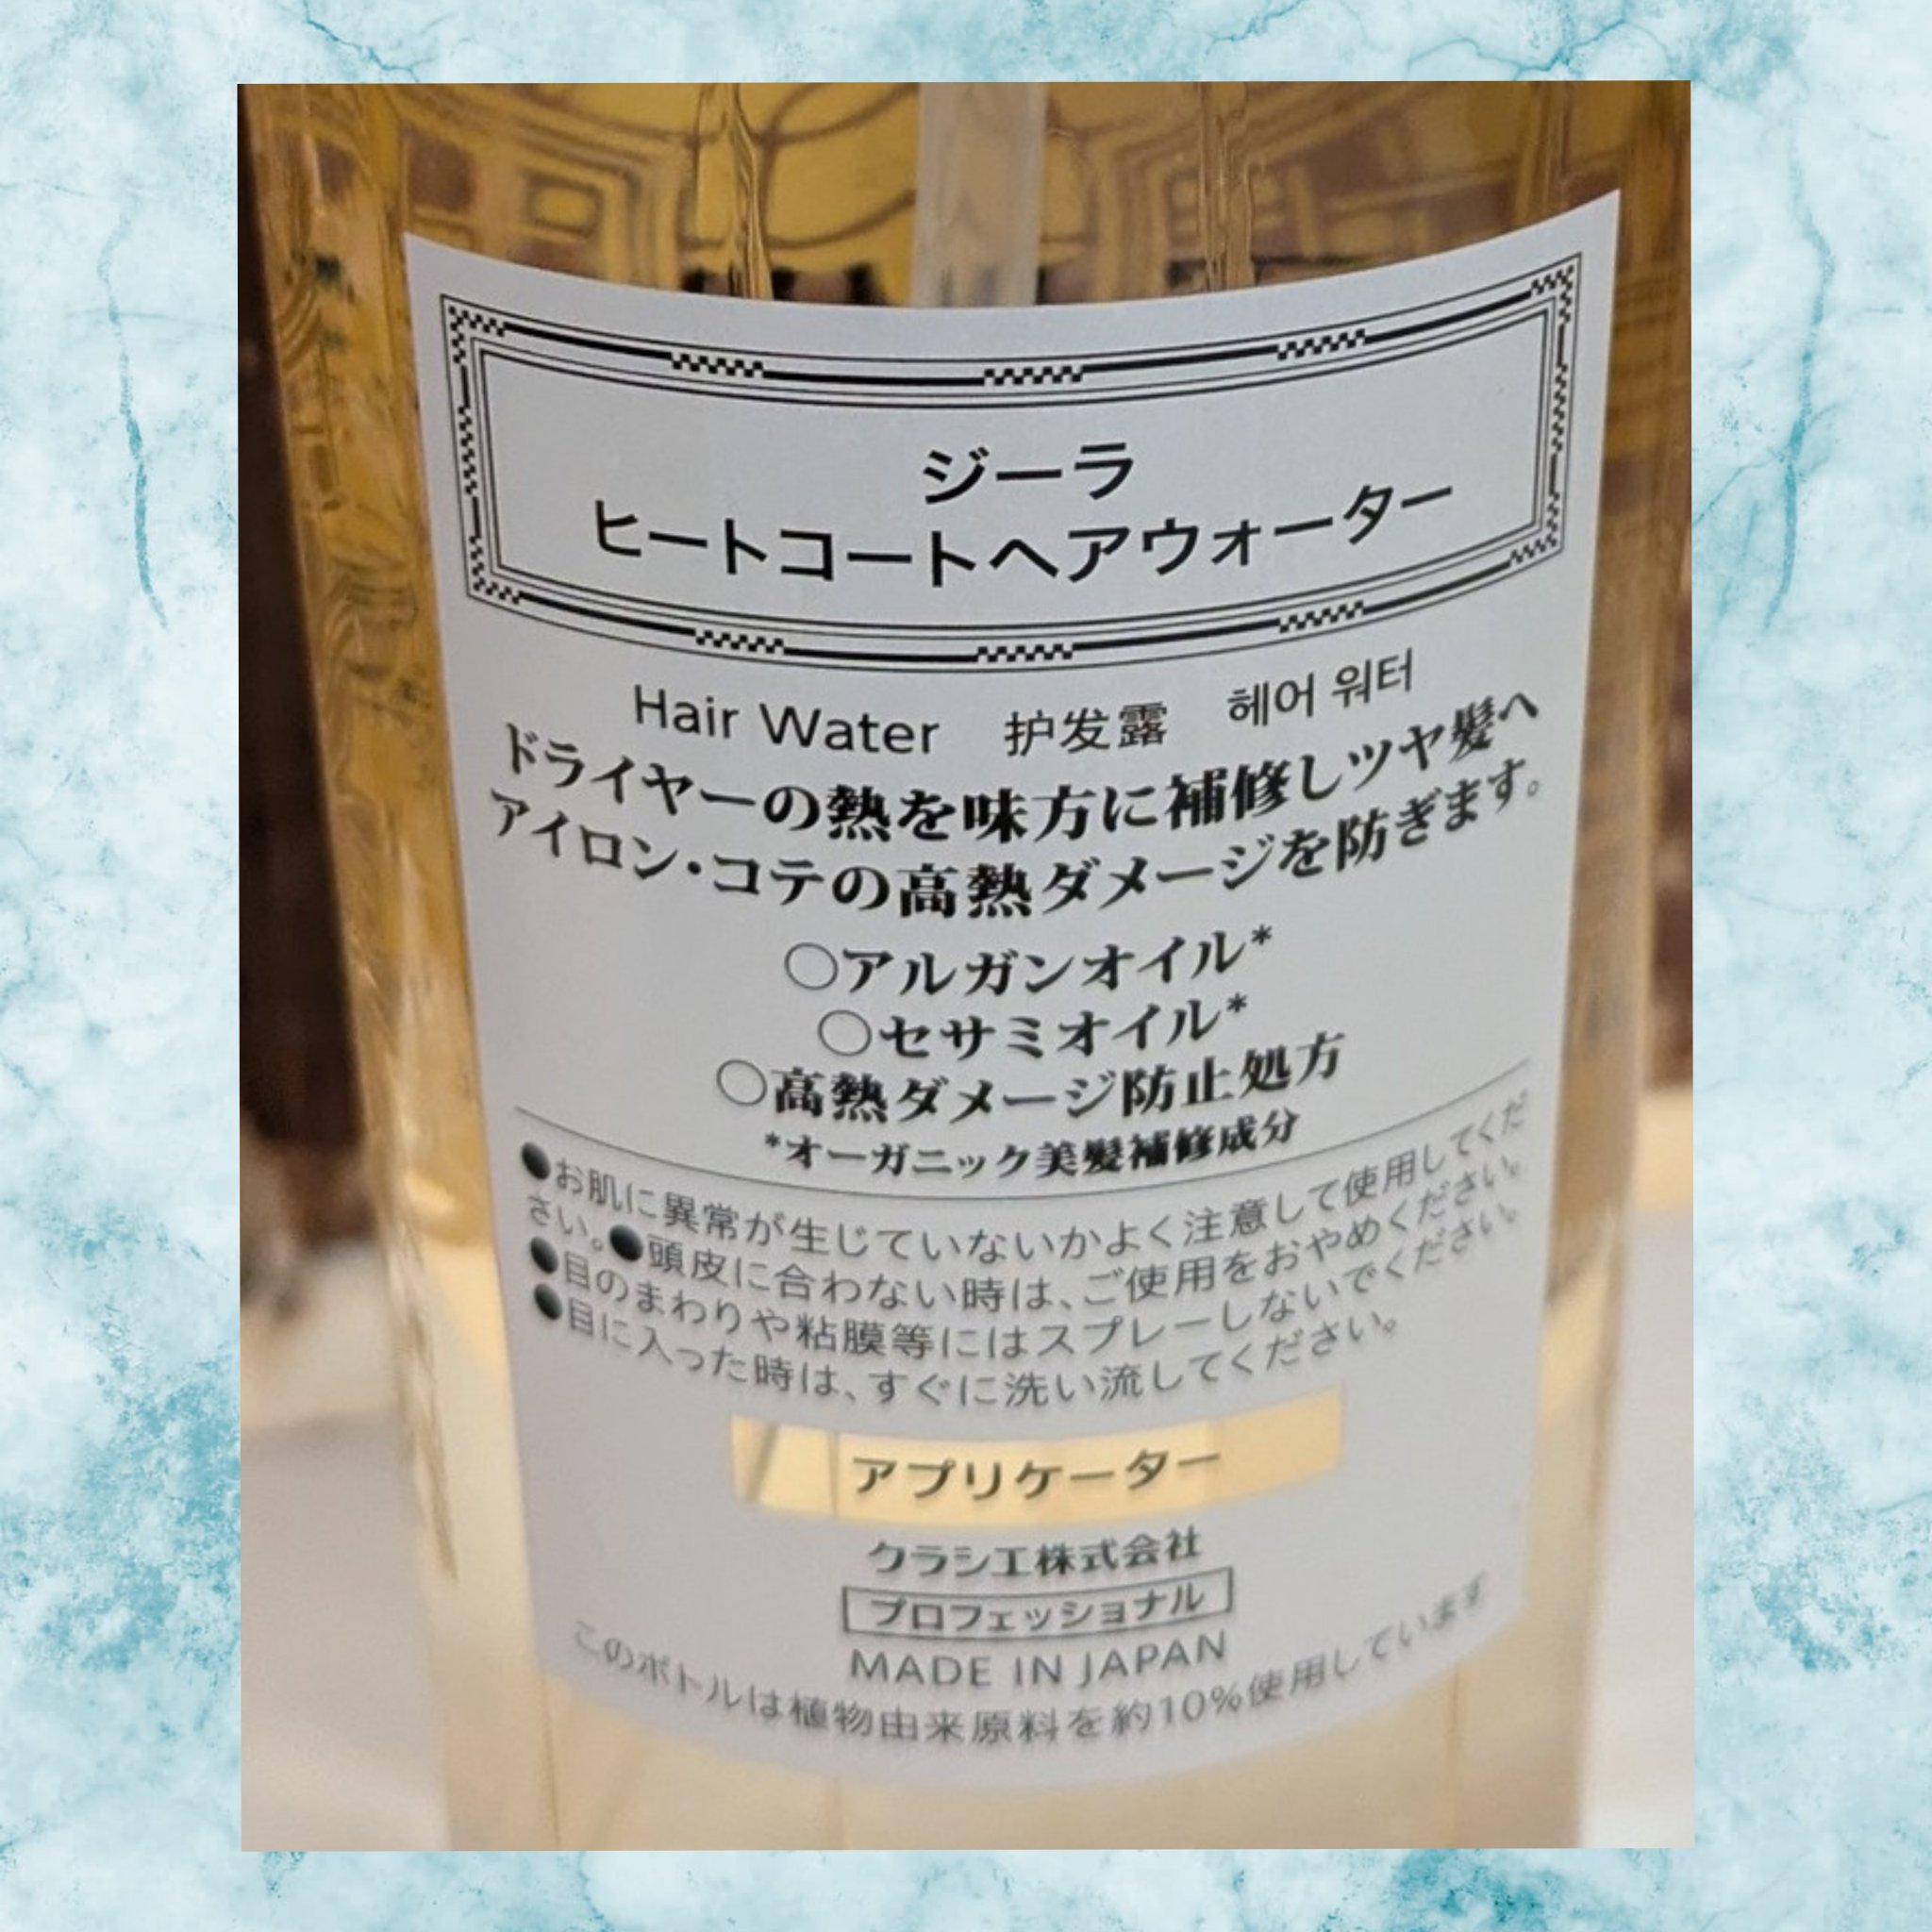 ジーラ
ヒートコートヘアウォーター
Hair Water 护发露 헤어 워터
ドライヤーの熱を味方に補修しツヤ髪へ
アイロン・コテの高熱ダメージを防ぎます。
○アルガンオイル*
○セサミオイル*
○高熱ダメージ防止処方
*オーガニック美髪補修成分
●お肌に異常が生じていないかよく注意して使用してくだ
さい。●頭皮に合わない時は、ご使用をおやめください。
●目のまわりや粘膜等にはスプレーしないでください。
●目に入った時は、すぐに洗い流してください。
アプリケーター
クラシエ株式会社
プロフェッショナル
MADE IN JAPAN
このボトルは植物由来原料を約10%使用しています